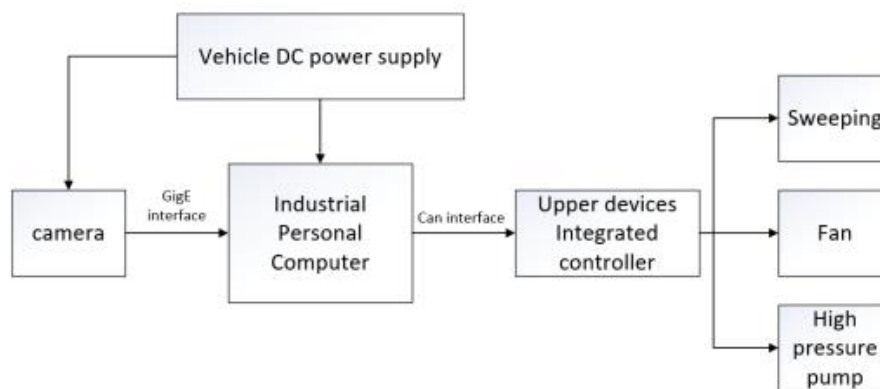 Vehicle DC power supply
Sweeping
GigE
interface
camera
Industrial
Personal
Computer
Can interface
Upper devices
Integrated
controller
Fan
High
pressure
pump